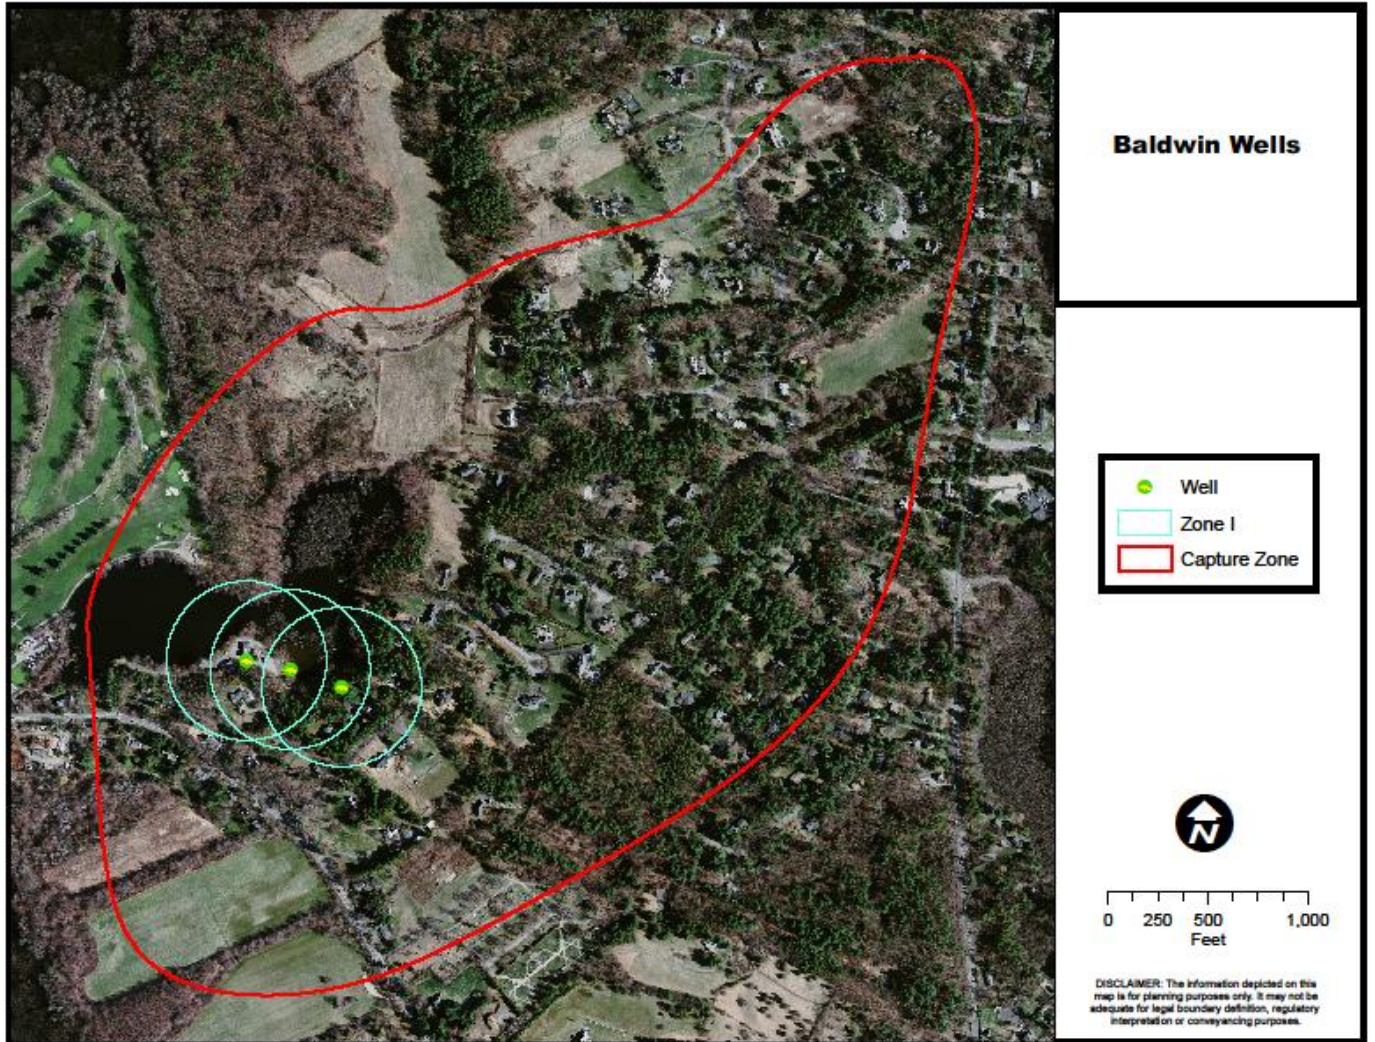 Baldwin Wells
Well
Zone I
Capture Zone
N
0 250 500 1,000
Feet
DISCLAIMER: The information depicted on this
map is for planning purposes only. It may not be
adequate for legal boundary definition, regulatory
interpretation or conveyancing purposes.